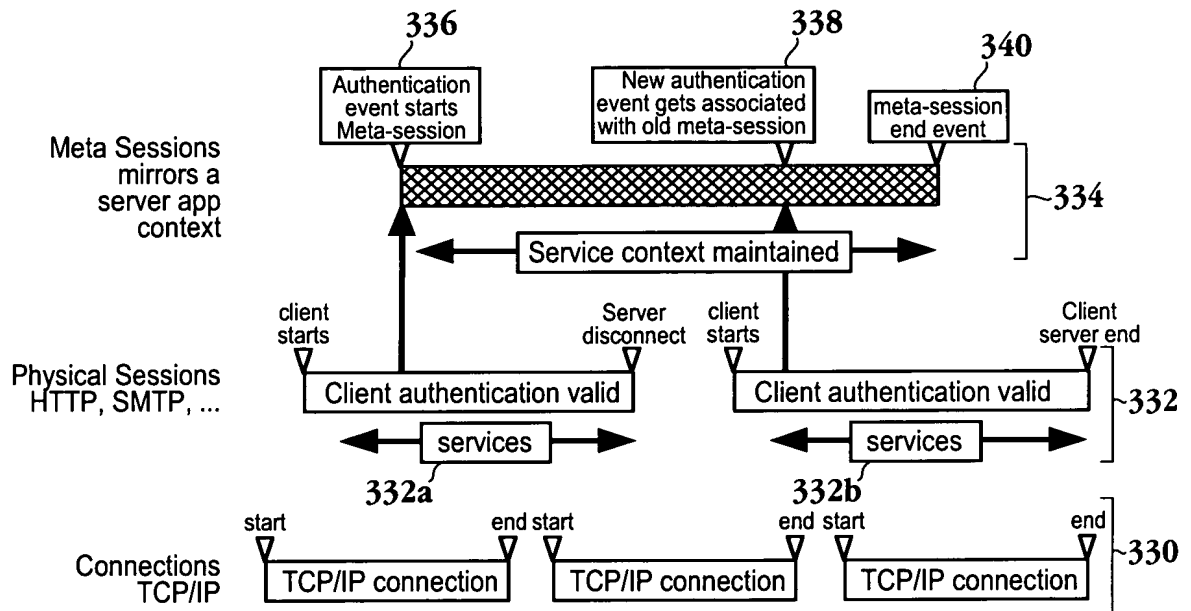 336
338
340
Authentication
event starts
Meta-session
New authentication
event gets associated
with old meta-session
meta-session
end event
Meta Sessions
mirrors a
server app
context
334
Service context maintained
client
starts
Server
disconnect
client
starts
Client
server end
Physical Sessions
HTTP, SMTP, ...
Client authentication valid
Client authentication valid
332
services
services
332a
332b
start
end
start
end
start
end
Connections
TCP/IP
TCP/IP connection
TCP/IP connection
TCP/IP connection
330